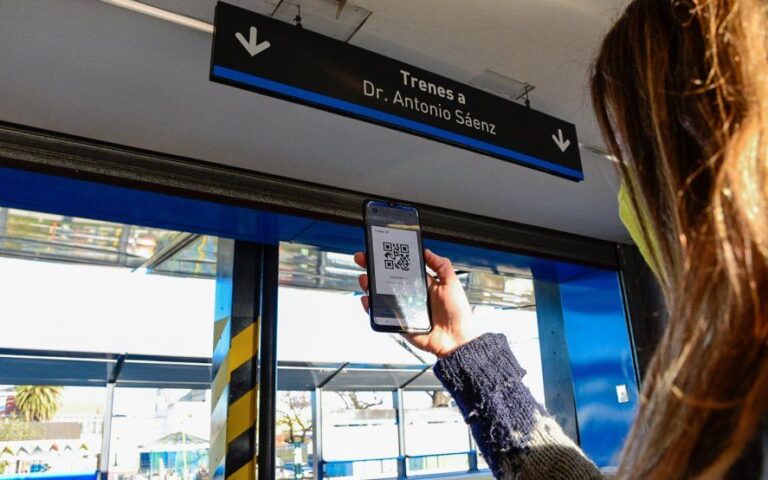 Trenes a
Dr. Antonio Sáenz